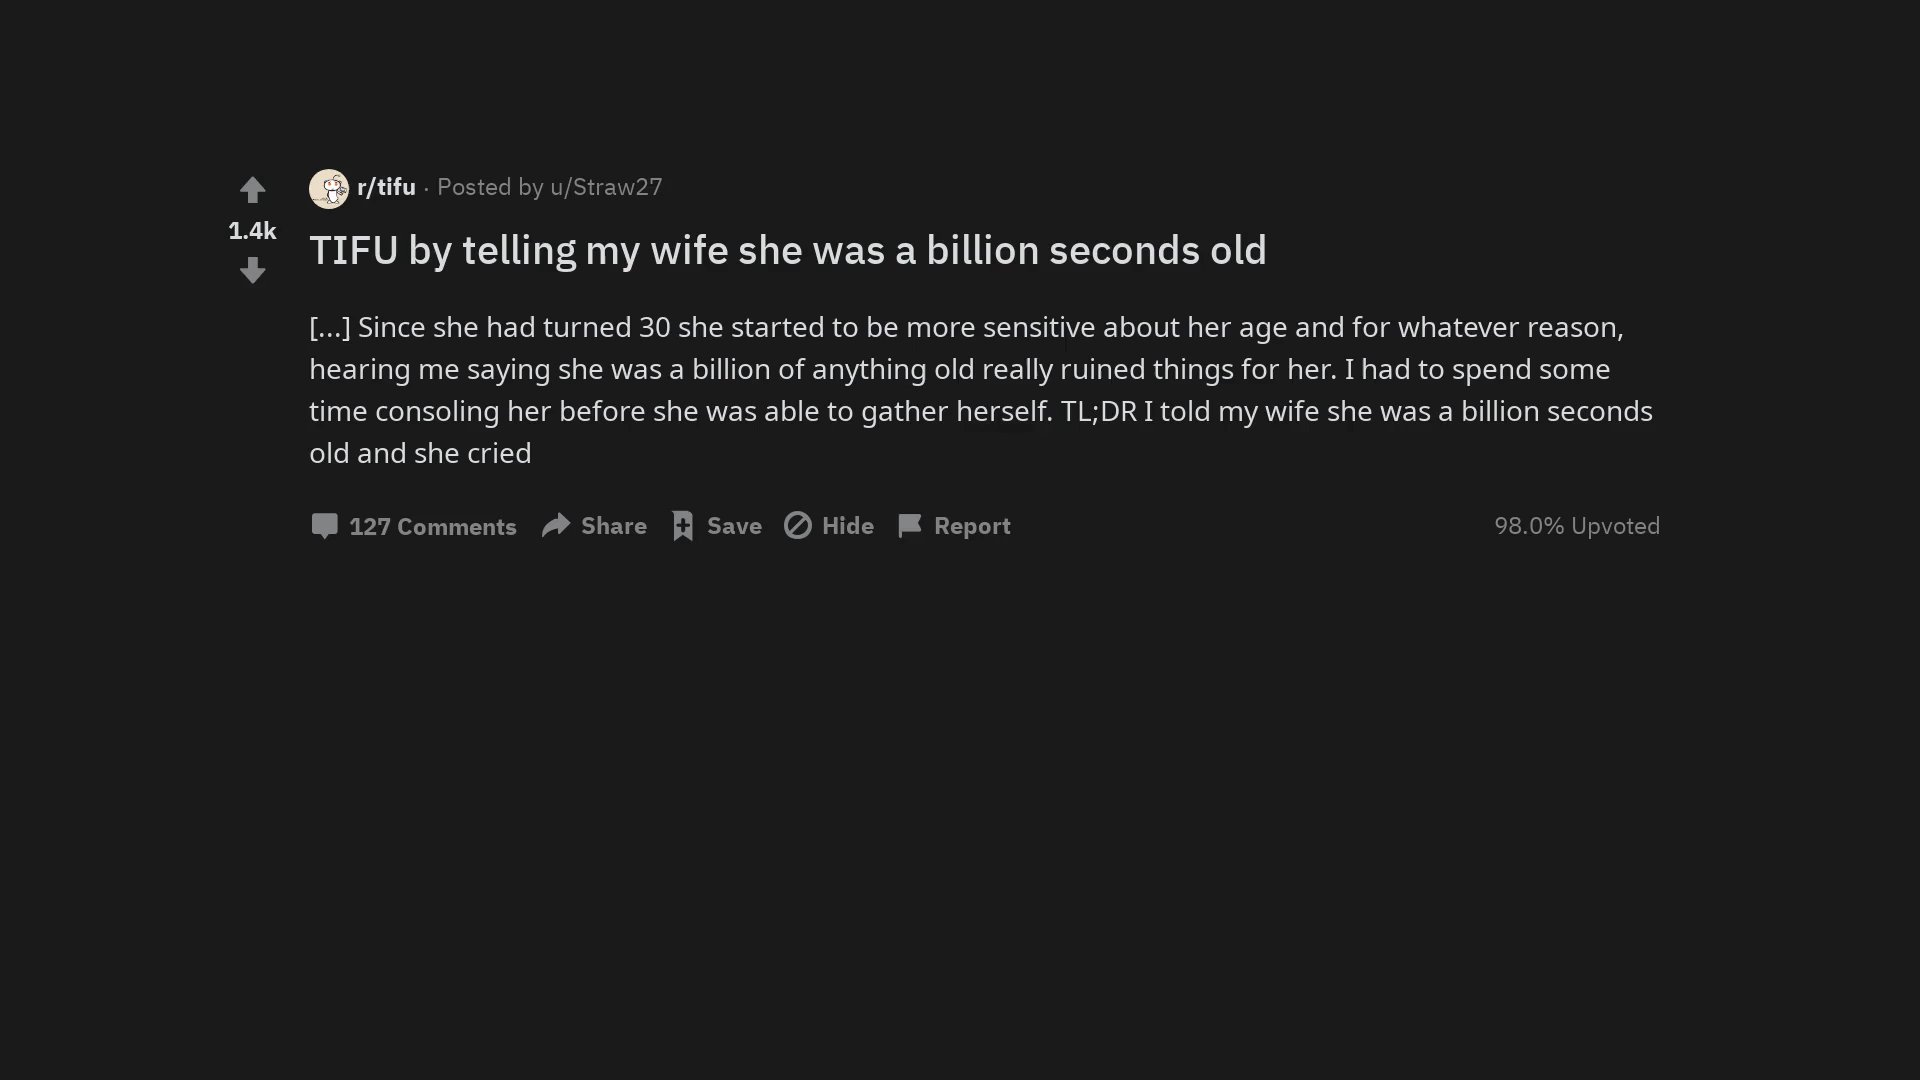 r/tifu · Posted by u/Straw27
1.4k
TIFU by telling my wife she was a billion seconds old
[...] Since she had turned 30 she started to be more sensitive about her age and for whatever reason,
hearing me saying she was a billion of anything old really ruined things for her. I had to spend some
time consoling her before she was able to gather herself. TL;DR I told my wife she was a billion seconds
old and she cried
127 Comments Share Save Hide Report 98.0% Upvoted